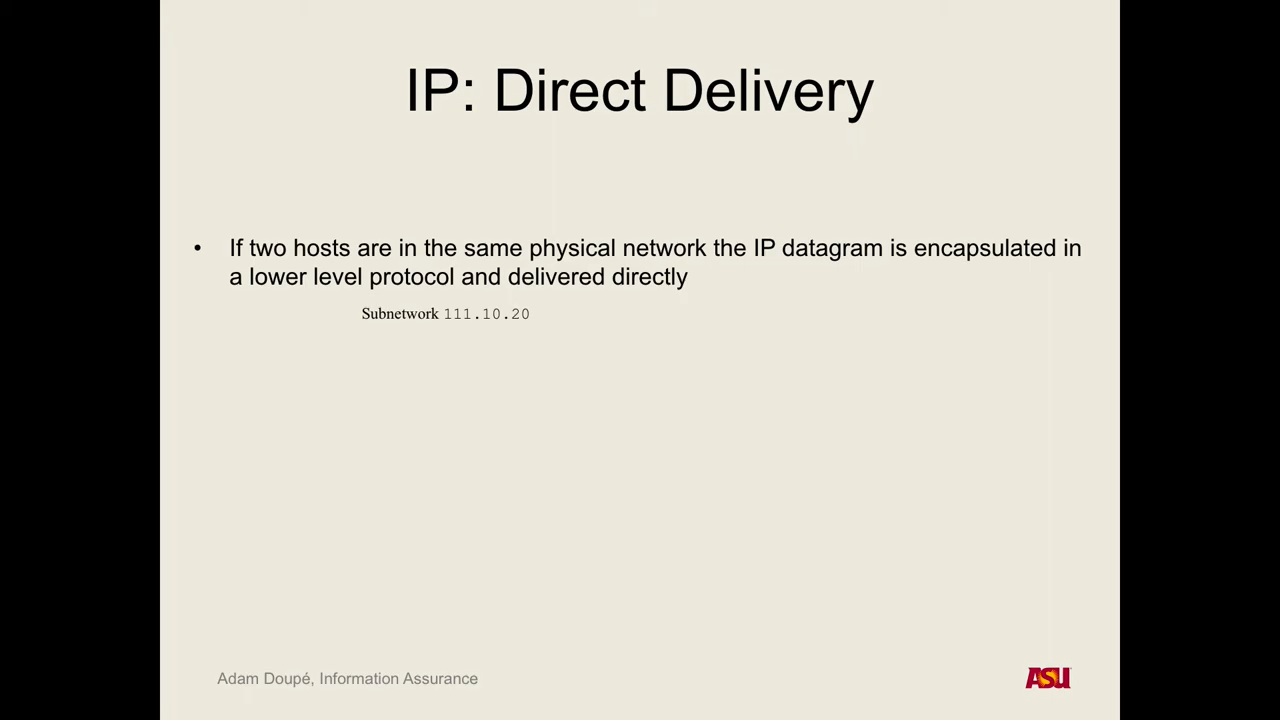 IP: Direct Delivery
• If two hosts are in the same physical network the IP datagram is encapsulated in
a lower level protocol and delivered directly
Subnetwork 111.10.20
Adam Doupé, Information Assurance
ASU